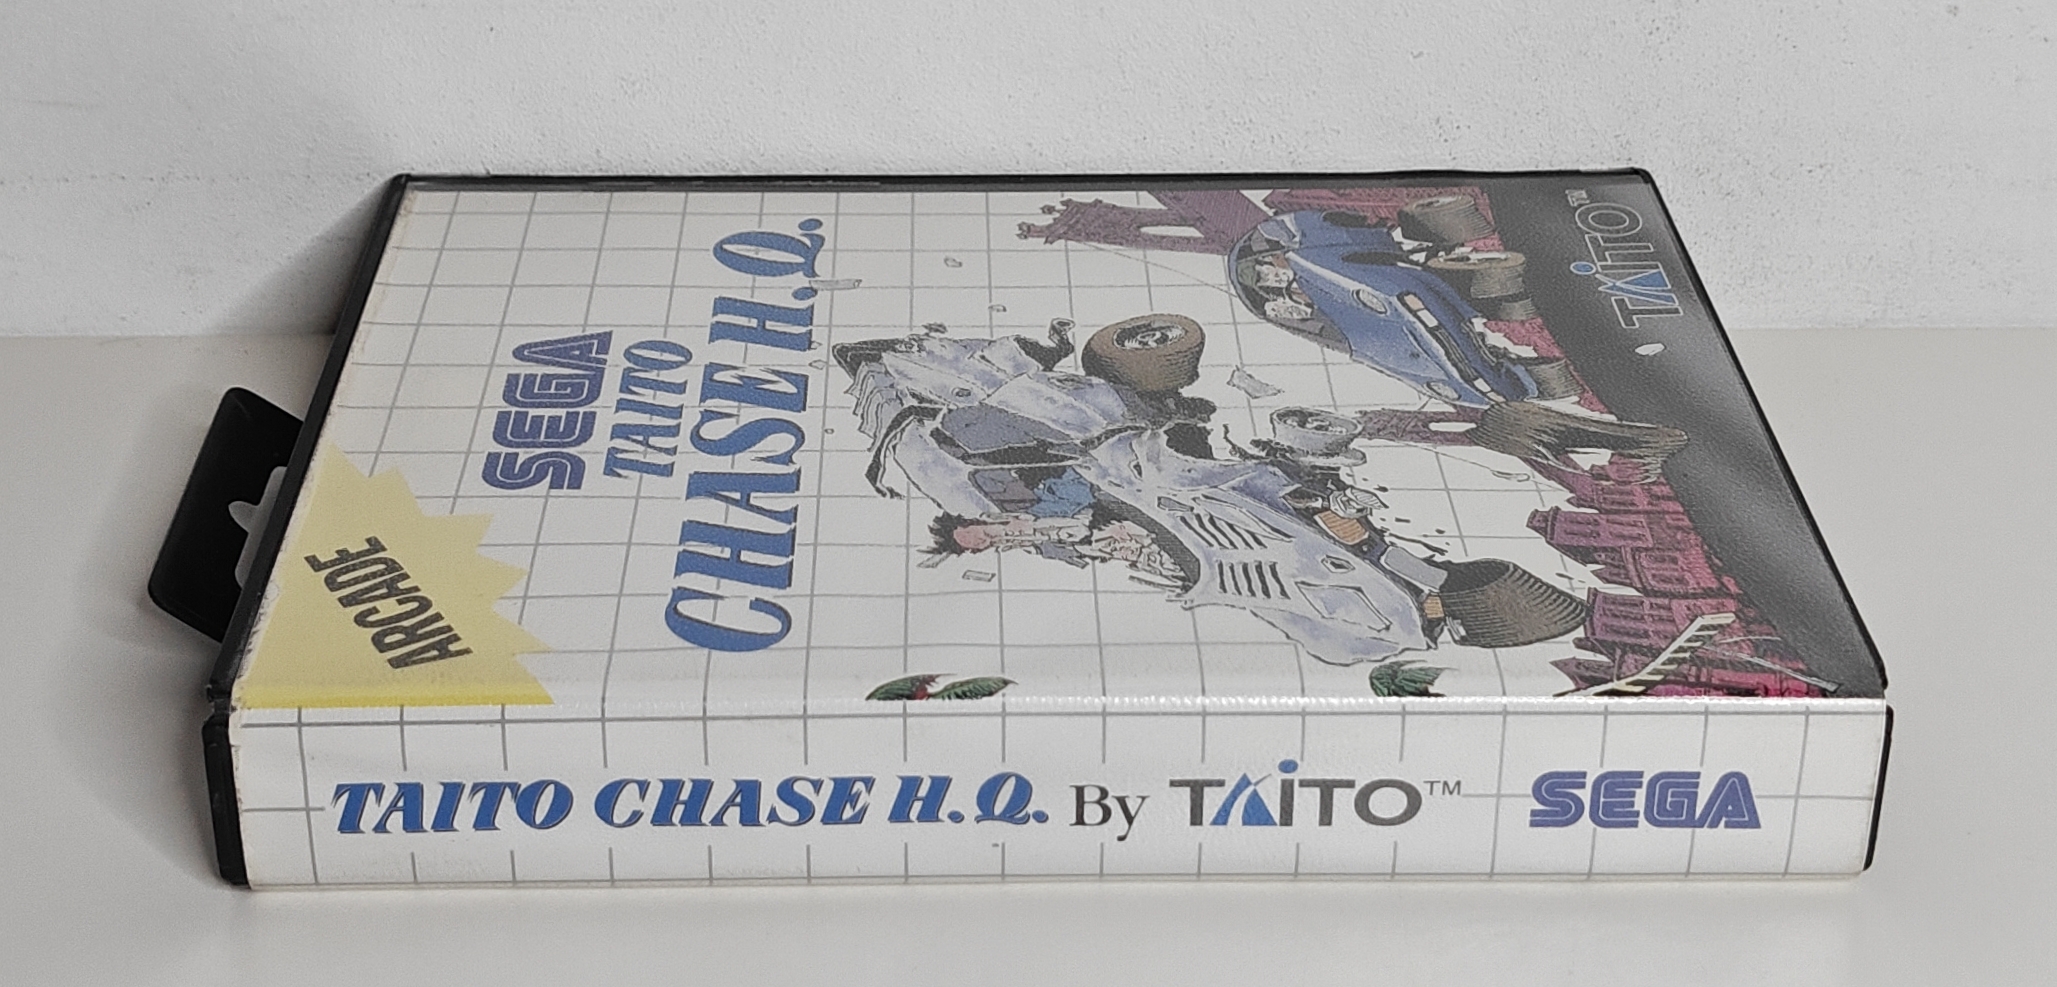 ARCADE
SEGA
TAITO
CHASE H.Q.
TAITO™
TAITO CHASE H.Q. By TAITO™ SEGA